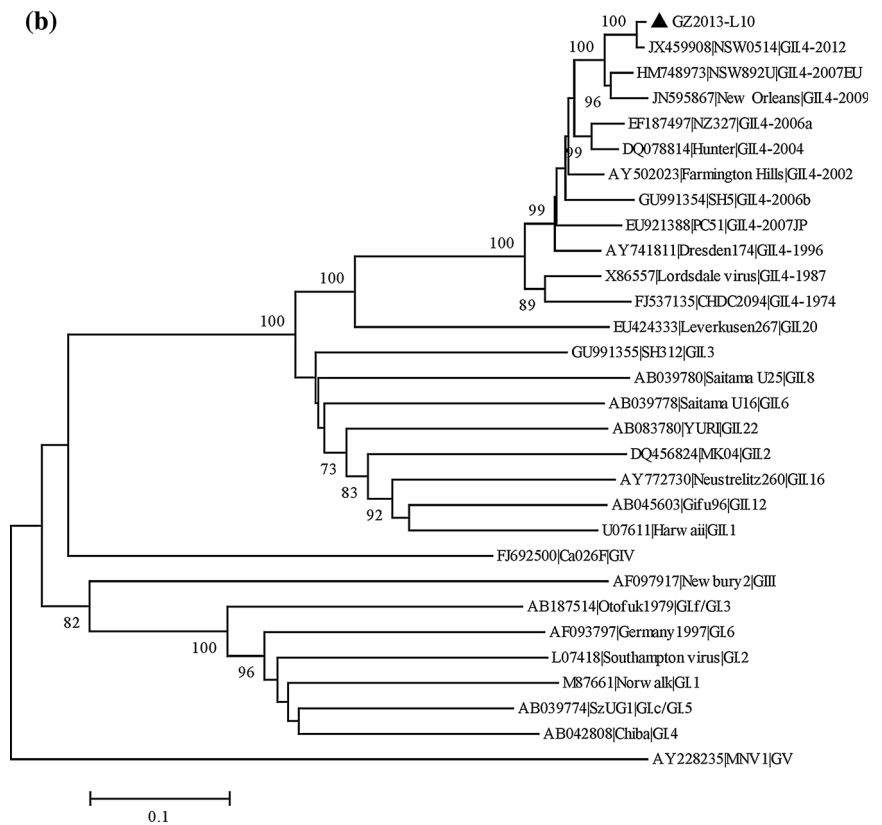 (b)
100
GZ2013-L10
100
JX459908|NSW0514|GII.4-2012
HM748973|NSW892U|GII.4-2007EU
96
JN595867|New Orleans|GII.4-2009
EF187497|NZ327|GII.4-2006a
99
DQ078814|Hunter|GII.4-2004
AY502023|Farmington Hills|GII.4-2002
GU991354|SH5|GII.4-2006b
99
EU921388|PC51|GII.4-2007JP
100
AY741811|Dresden174|GII.4-1996
100
X86557|Lordsdale virus|GII.4-1987
89
FJ537135|CHDC2094|GII.4-1974
100
EU424333|Leverkusen267|GII.20
GU991355|SH312|GII.3
AB039780|Saitama U25|GII.8
AB039778|Saitama U16|GII.6
AB083780|YURI|GII.22
73
DQ456824|MK04|GII.2
83
AY772730|Neustrelitz260|GII.16
92
AB045603|Gifu96|GII.12
U07611|Harwaii|GII.1
FJ692500|Ca026F|GIV
AF097917|Newbury2|GIII
82
AB187514|Otofuk1979|GI.f/GI.3
100
AF093797|Germany1997|GI.6
96
L07418|Southampton virus|GI.2
M87661|Norwalk|GI.1
AB039774|SzUG1|GI.c/GI.5
AB042808|Chiba|GI.4
AY228235|MNV1|GV
0.1